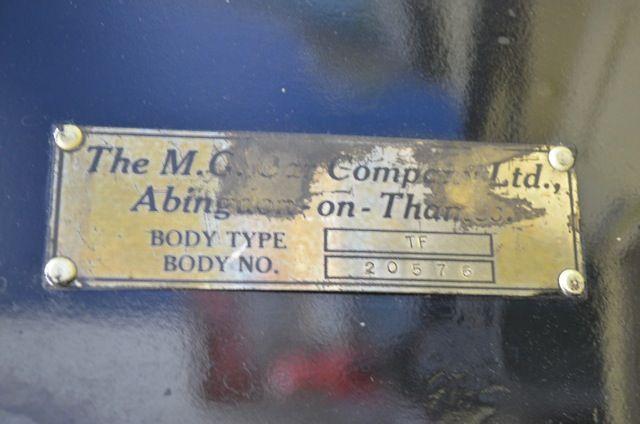 The M.G. Car Company Ltd.,
Abingdon-on-Thames.
BODY TYPE TF
BODY NO. 20576